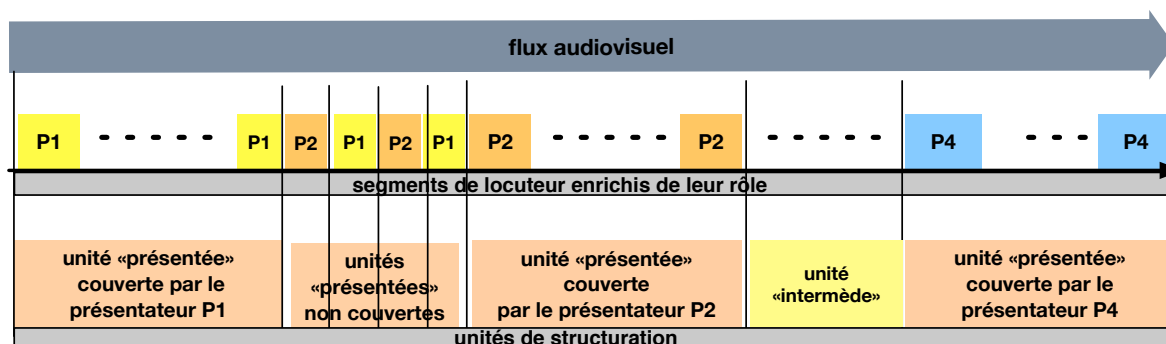 flux audiovisuel
P1 - - - - - - P1 P2 P1 P2 P1 P2 - - - - - - P2 - - - - - - P4 - - - - P4
segments de locuteur enrichis de leur rôle
unité «présentée»
couverte par le
présentateur P1
unités
«présentées»
non couvertes
unité «présentée»
couverte
par le présentateur P2
unité
«intermède»
unité «présentée»
couverte par le
présentateur P4
unités de structuration